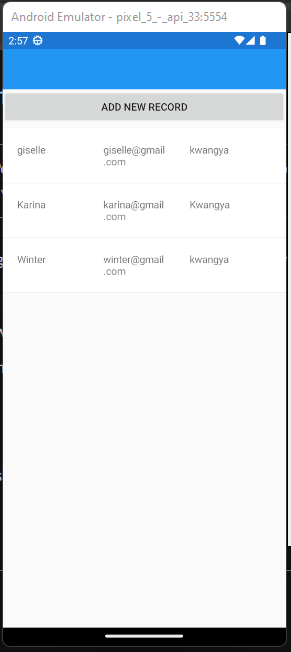 Android Emulator - pixel_5_-_api_33:5554
2:57
ADD NEW RECORD
giselle giselle@gmail kwangya
.com
Karina karina@gmail Kwangya
.com
Winter winter@gmail kwangya
.com